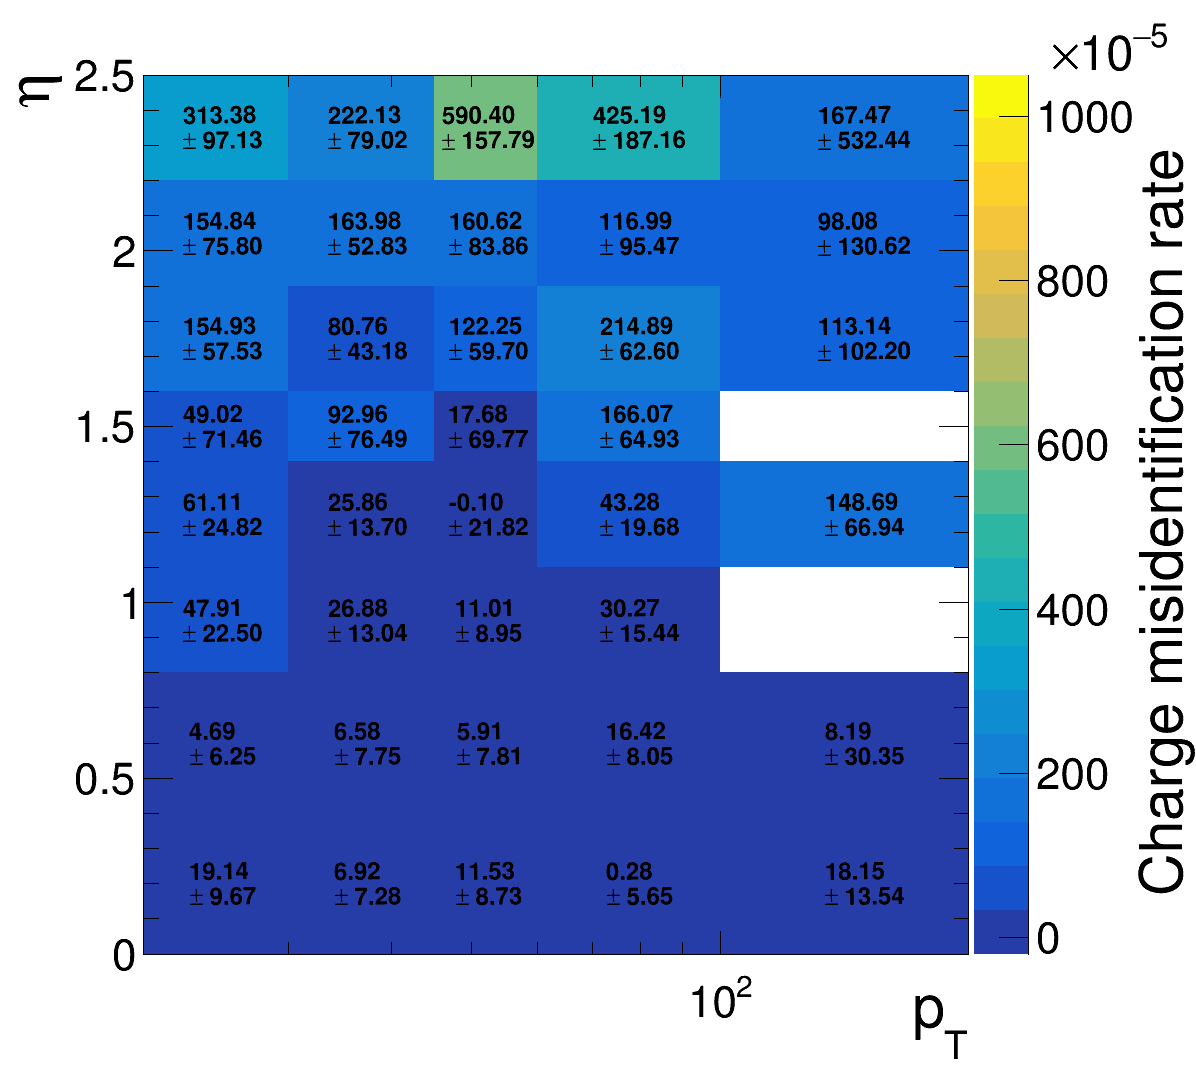 ×10⁻⁵
η
2.5
313.38 222.13 590.40 425.19 167.47
± 97.13 ± 79.02 ± 157.79 ± 187.16 ± 532.44
1000
154.84 163.98 160.62 116.99 98.08
± 75.80 ± 52.83 ± 83.86 ± 95.47 ± 130.62
2
800
154.93 80.76 122.25 214.89 113.14
± 57.53 ± 43.18 ± 59.70 ± 62.60 ± 102.20
49.02 92.96 17.68 166.07
± 71.46 ± 76.49 ± 69.77 ± 64.93
1.5
600
61.11 25.86 -0.10 43.28 148.69
± 24.82 ± 13.70 ± 21.82 ± 19.68 ± 66.94
47.91 26.88 11.01 30.27
± 22.50 ± 13.04 ± 8.95 ± 15.44
1
400
4.69 6.58 5.91 16.42 8.19
± 6.25 ± 7.75 ± 7.81 ± 8.05 ± 30.35
0.5
200
19.14 6.92 11.53 0.28 18.15
± 9.67 ± 7.28 ± 8.73 ± 5.65 ± 13.54
0
0
10²
p_T
Charge misidentification rate